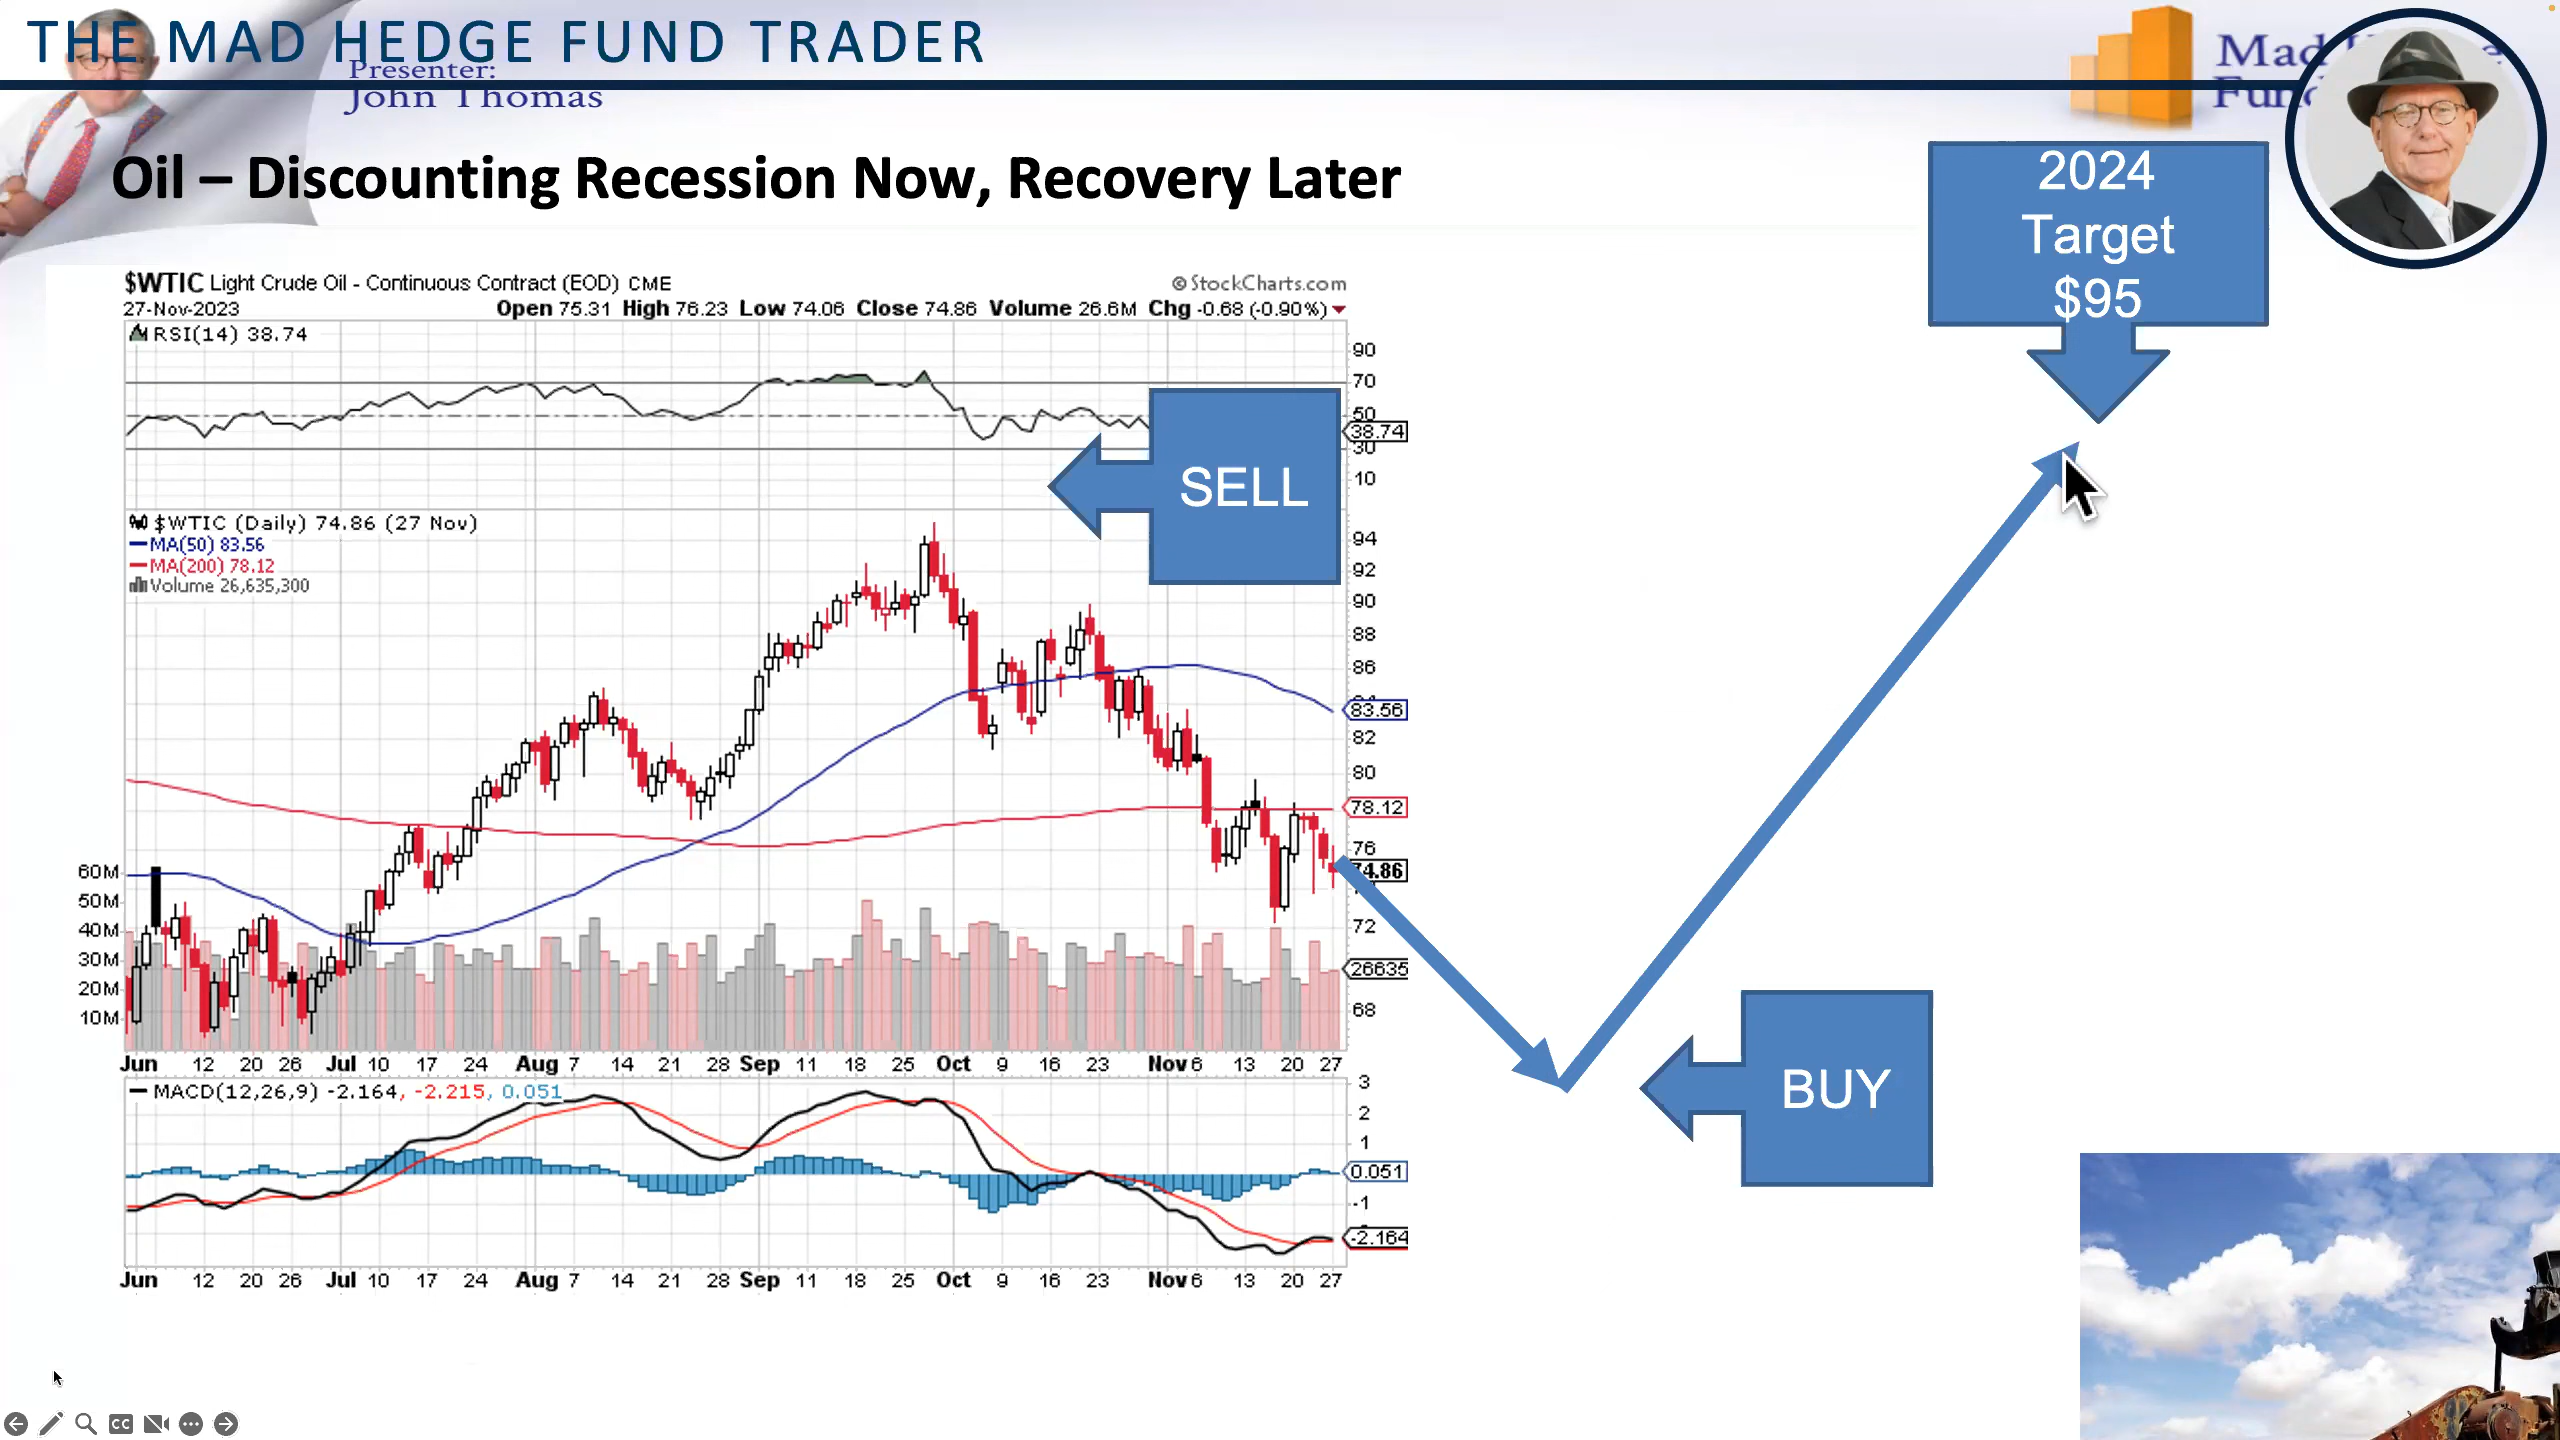 THE MAD HEDGE FUND TRADER
Presenter:
John Thomas
Mad
2024
Target
$95
Oil – Discounting Recession Now, Recovery Later
$WTIC Light Crude Oil - Continuous Contract (EOD) CME
© StockCharts.com
27-Nov-2023
Open 75.31 High 76.23 Low 74.06 Close 74.86 Volume 26.6M Chg -0.68 (-0.90%)
RSI(14) 38.74
90
70
50
38.74
30
10
SELL
$WTIC (Daily) 74.86 (27 Nov)
MA(50) 83.56
MA(200) 78.12
Volume 26,635,300
94
92
90
88
86
83.56
82
80
78.12
76
4.86
72
26635
68
60M
50M
40M
30M
20M
10M
Jun 12 20 26 Jul 10 17 24 Aug 7 14 21 28 Sep 11 18 25 Oct 9 16 23 Nov 6 13 20 27
BUY
MACD(12,26,9) -2.164, -2.215, 0.051
3
2
1
0.051
-1
-2.164
Jun 12 20 26 Jul 10 17 24 Aug 7 14 21 28 Sep 11 18 25 Oct 9 16 23 Nov 6 13 20 27
CC